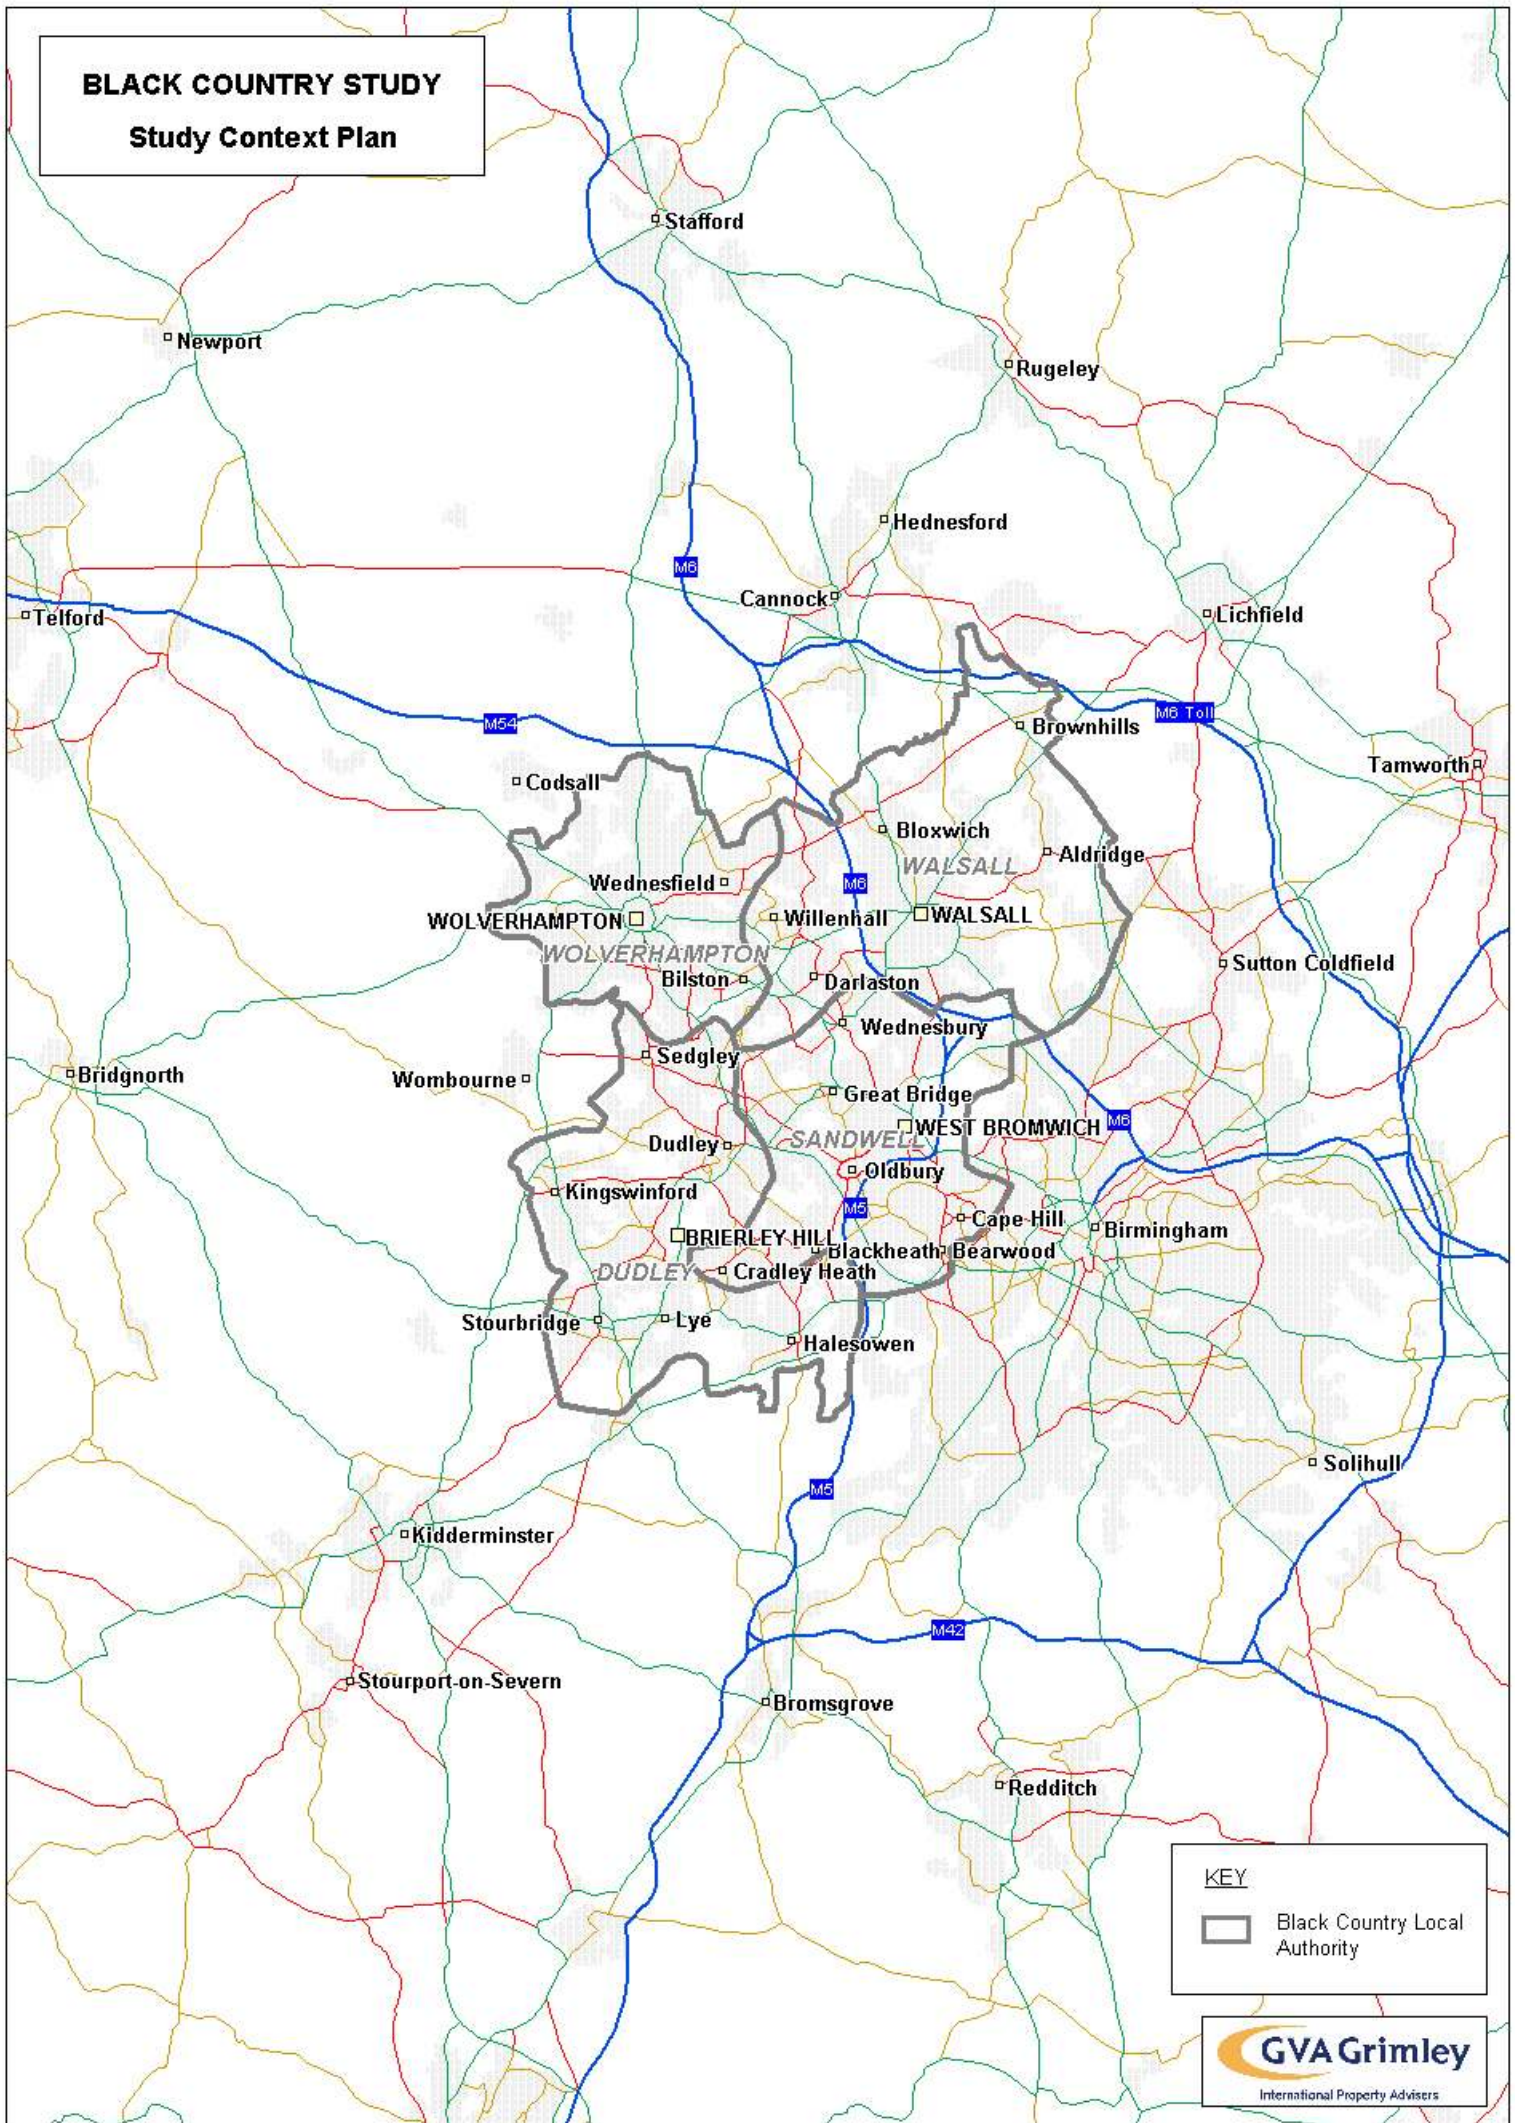 BLACK COUNTRY STUDY
Study Context Plan
Stafford
Newport
Rugeley
Hednesford
M6
Cannock
Telford
Lichfield
M54
M6 Toll
Brownhills
Tamworth
Codsall
Bloxwich
Aldridge
WALSALL
Wednesfield
M6
WOLVERHAMPTON
Willenhall
WALSALL
WOLVERHAMPTON
Bilston
Darlaston
Sutton Coldfield
Wednesbury
Sedgley
Bridgnorth
Wombourne
Great Bridge
M6
WEST BROMWICH
SANDWELL
Dudley
Oldbury
Kingswinford
M5
Cape Hill
Birmingham
BRIERLEY HILL
Blackheath
Bearwood
DUDLEY
Cradley Heath
Stourbridge
Lye
Halesowen
Solihull
M5
Kidderminster
M42
Stourport-on-Severn
Bromsgrove
Redditch
KEY
Black Country Local
Authority
GVA Grimley
International Property Advisers